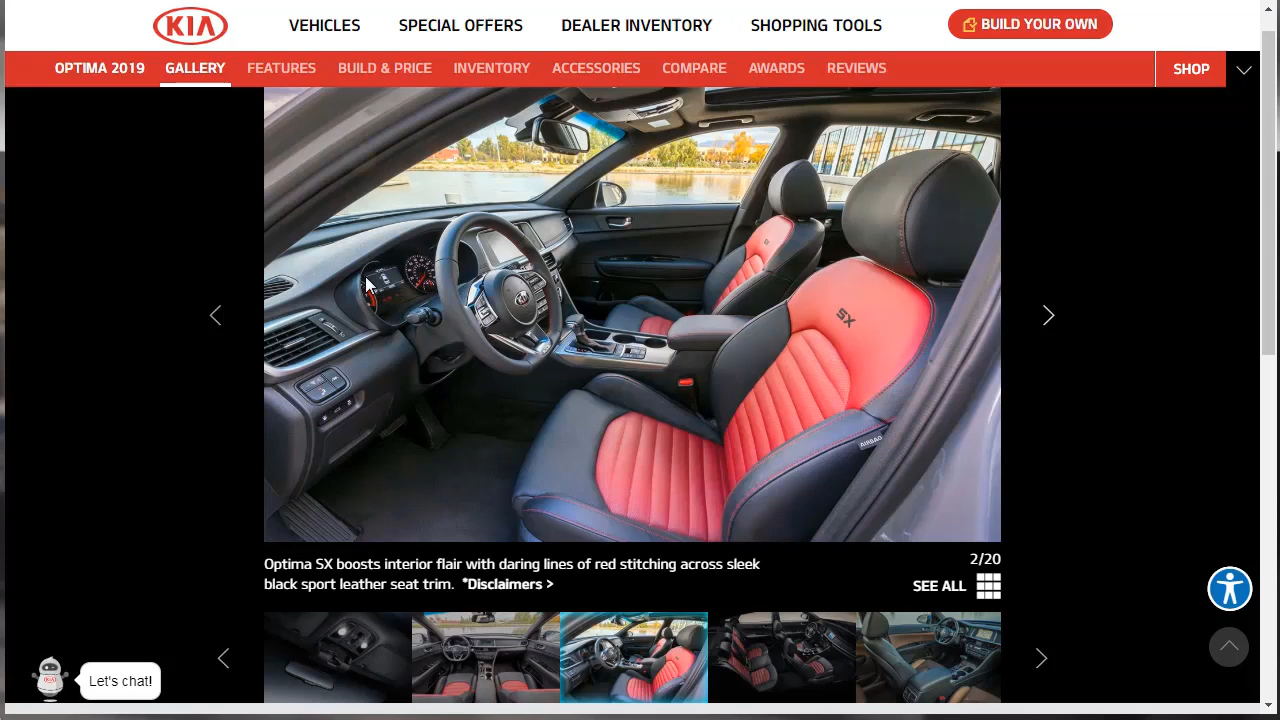 KIA
VEHICLES
SPECIAL OFFERS
DEALER INVENTORY
SHOPPING TOOLS
BUILD YOUR OWN
OPTIMA 2019
GALLERY
FEATURES
BUILD & PRICE
INVENTORY
ACCESSORIES
COMPARE
AWARDS
REVIEWS
SHOP
SX
AIRBAG
Optima SX boosts interior flair with daring lines of red stitching across sleek
black sport leather seat trim. *Disclaimers >
2/20
SEE ALL
Let's chat!